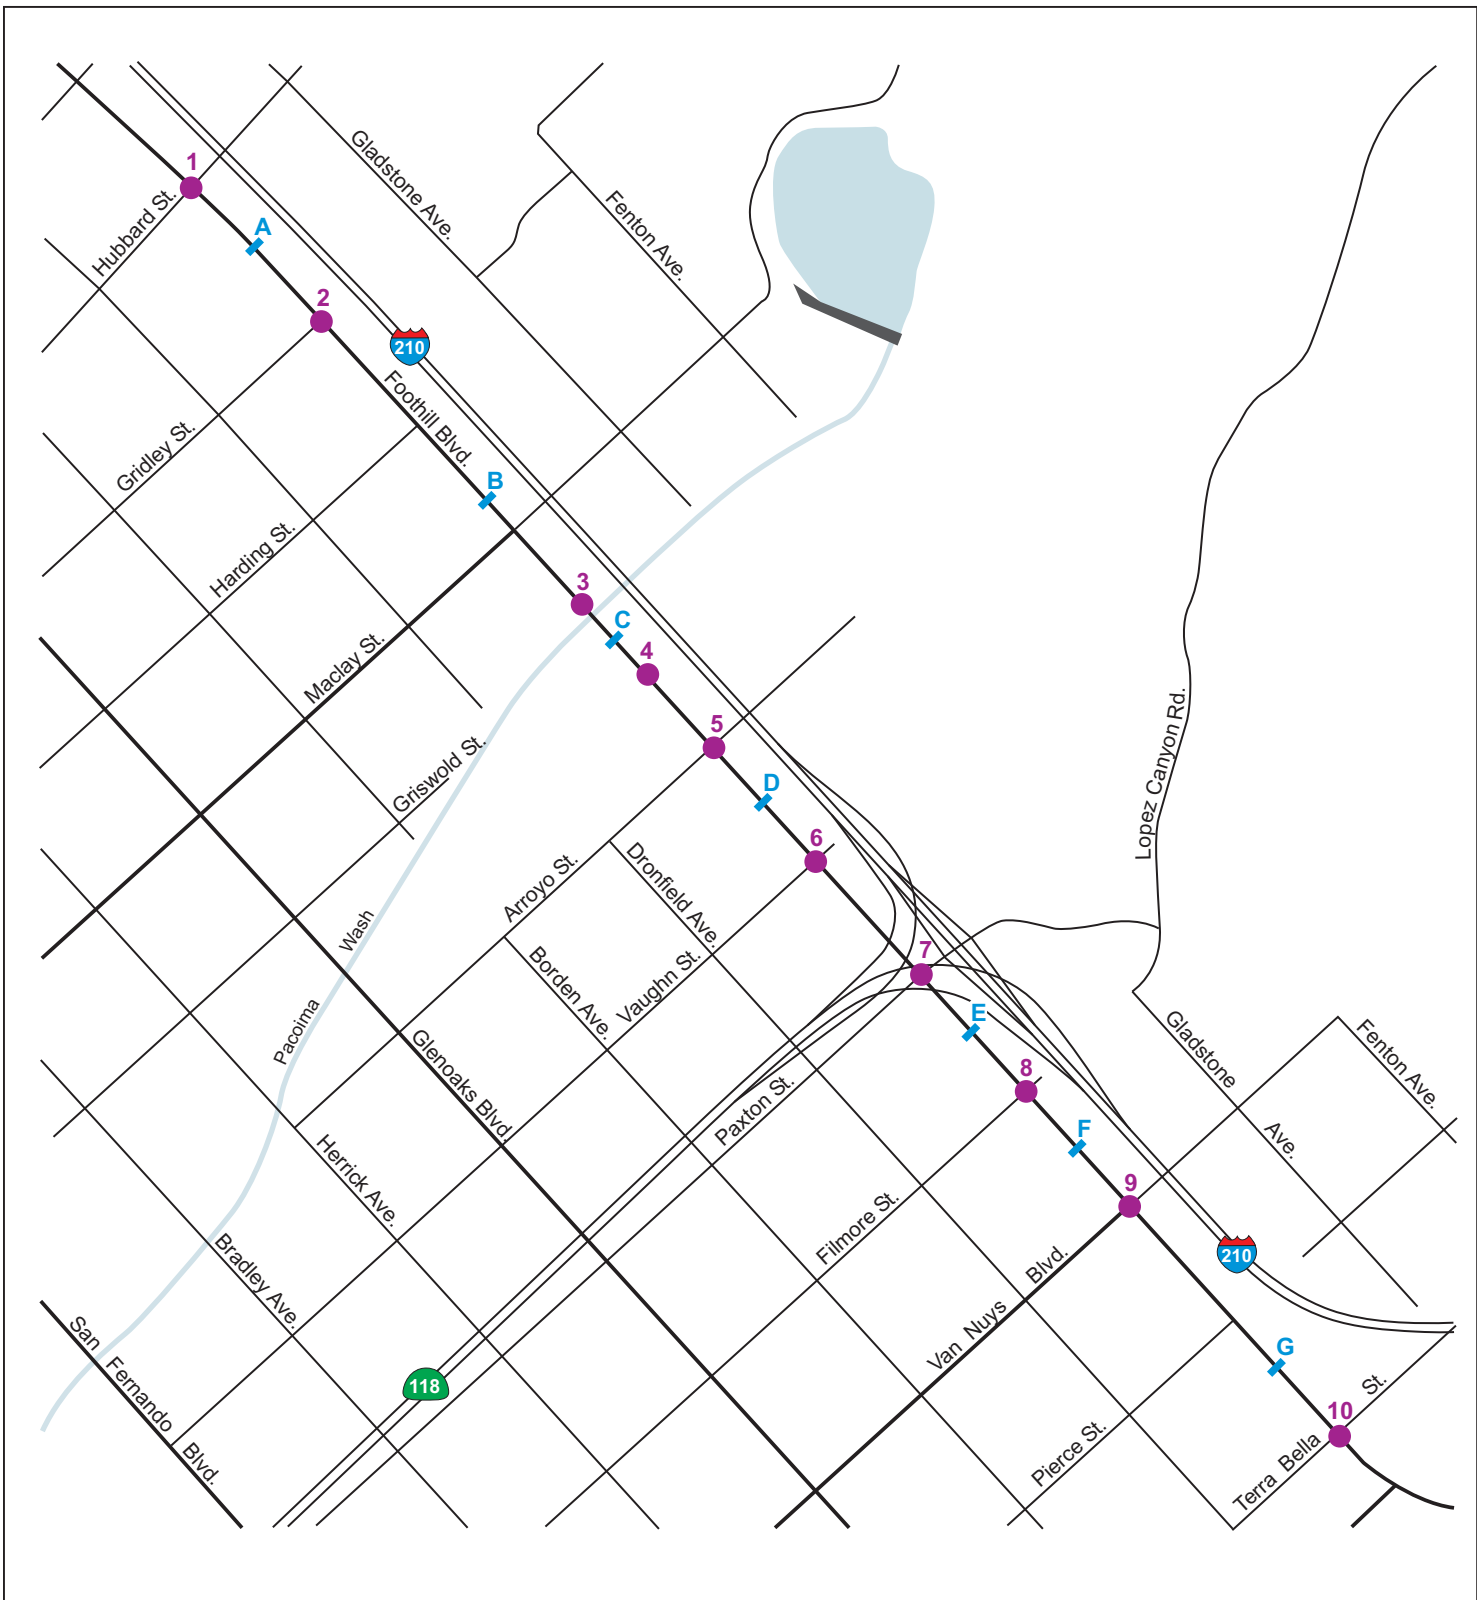 Gladstone Ave.
1
Hubbard St.
A
Fenton Ave.
2
210
Foothill Blvd.
Gridley St.
B
Harding St.
3
C
4
Maclay St.
5
Griswold St.
D
6
Lopez Canyon Rd.
Arroyo St.
Dronfield Ave.
Wash
Pacoima
7
Borden Ave.
Vaughn St.
E
8
Gladstone
Ave.
Fenton Ave.
Glenoaks Blvd.
Paxton St.
F
9
Herrick Ave.
Filmore St.
Bradley Ave.
Van Nuys Blvd.
210
San Fernando Blvd.
118
G
10
Pierce St.
Terra Bella St.